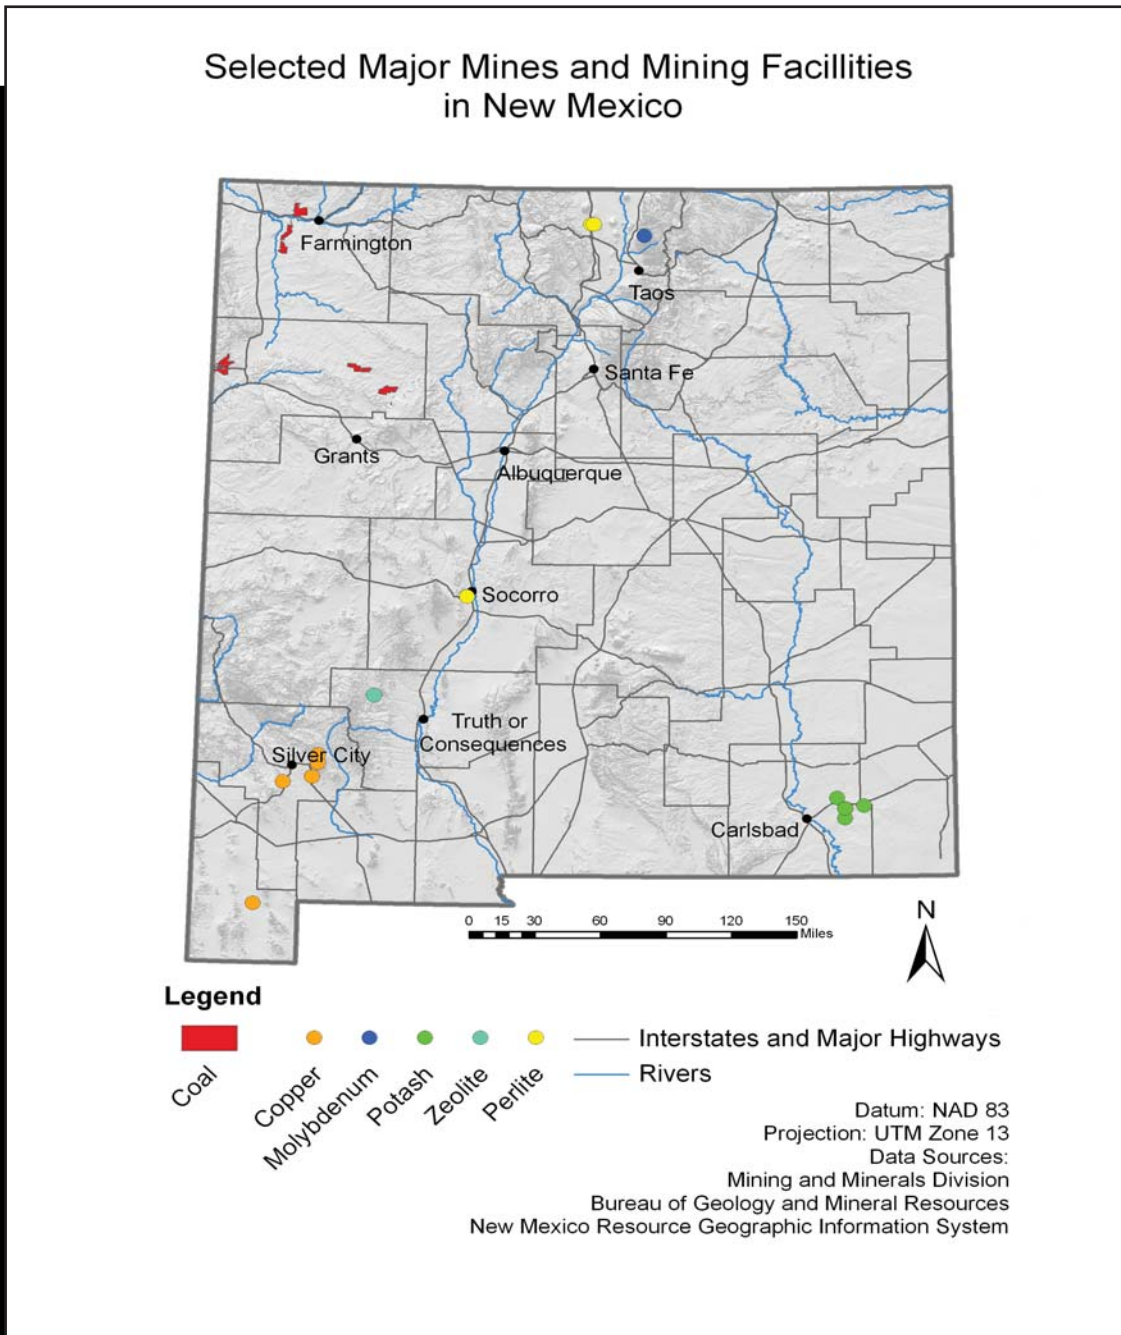 Selected Major Mines and Mining Facillities
in New Mexico
Farmington
Taos
Santa Fe
Grants
Albuquerque
Socorro
Truth or
Consequences
Silver City
Carlsbad
N
0 15 30 60 90 120 150
Miles
Legend
Coal
Copper
Molybdenum
Potash
Zeolite
Perlite
Interstates and Major Highways
Rivers
Datum: NAD 83
Projection: UTM Zone 13
Data Sources:
Mining and Minerals Division
Bureau of Geology and Mineral Resources
New Mexico Resource Geographic Information System